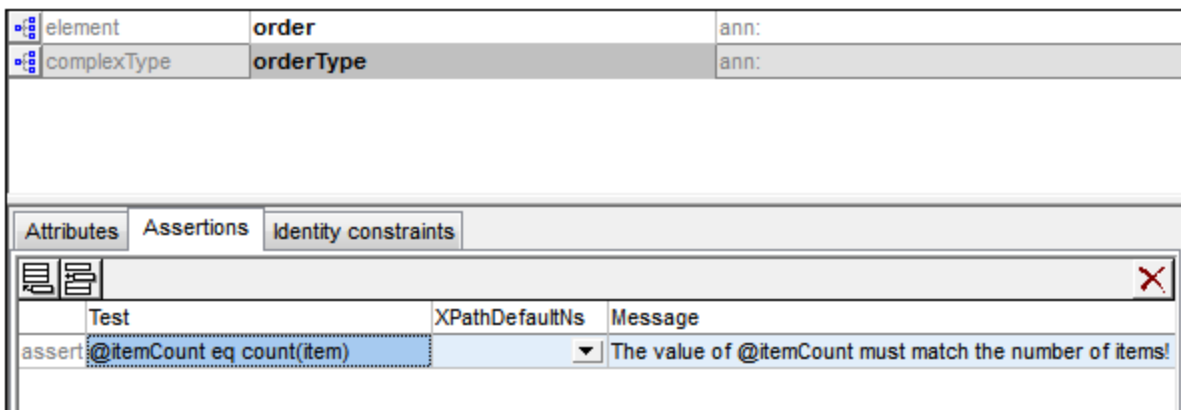 element order ann:
complexType orderType ann:
Attributes Assertions Identity constraints
Test XPathDefaultNs Message
assert @itemCount eq count(item) The value of @itemCount must match the number of items!